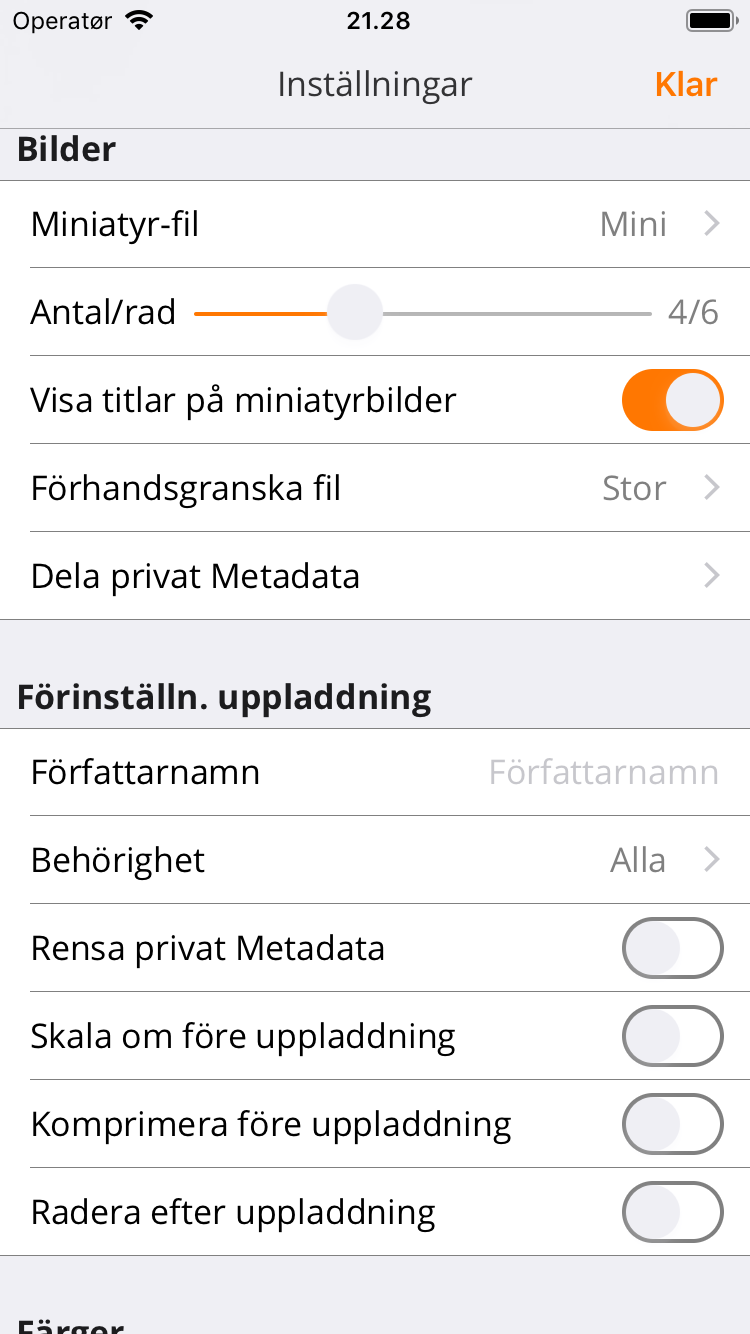 Operatør 21.28
Inställningar Klar
Bilder
Miniatyr-fil Mini
Antal/rad 4/6
Visa titlar på miniatyrbilder
Förhandsgranska fil Stor
Dela privat Metadata
Förinställn. uppladdning
Författarnamn Författarnamn
Behörighet Alla
Rensa privat Metadata
Skala om före uppladdning
Komprimera före uppladdning
Radera efter uppladdning
Färger